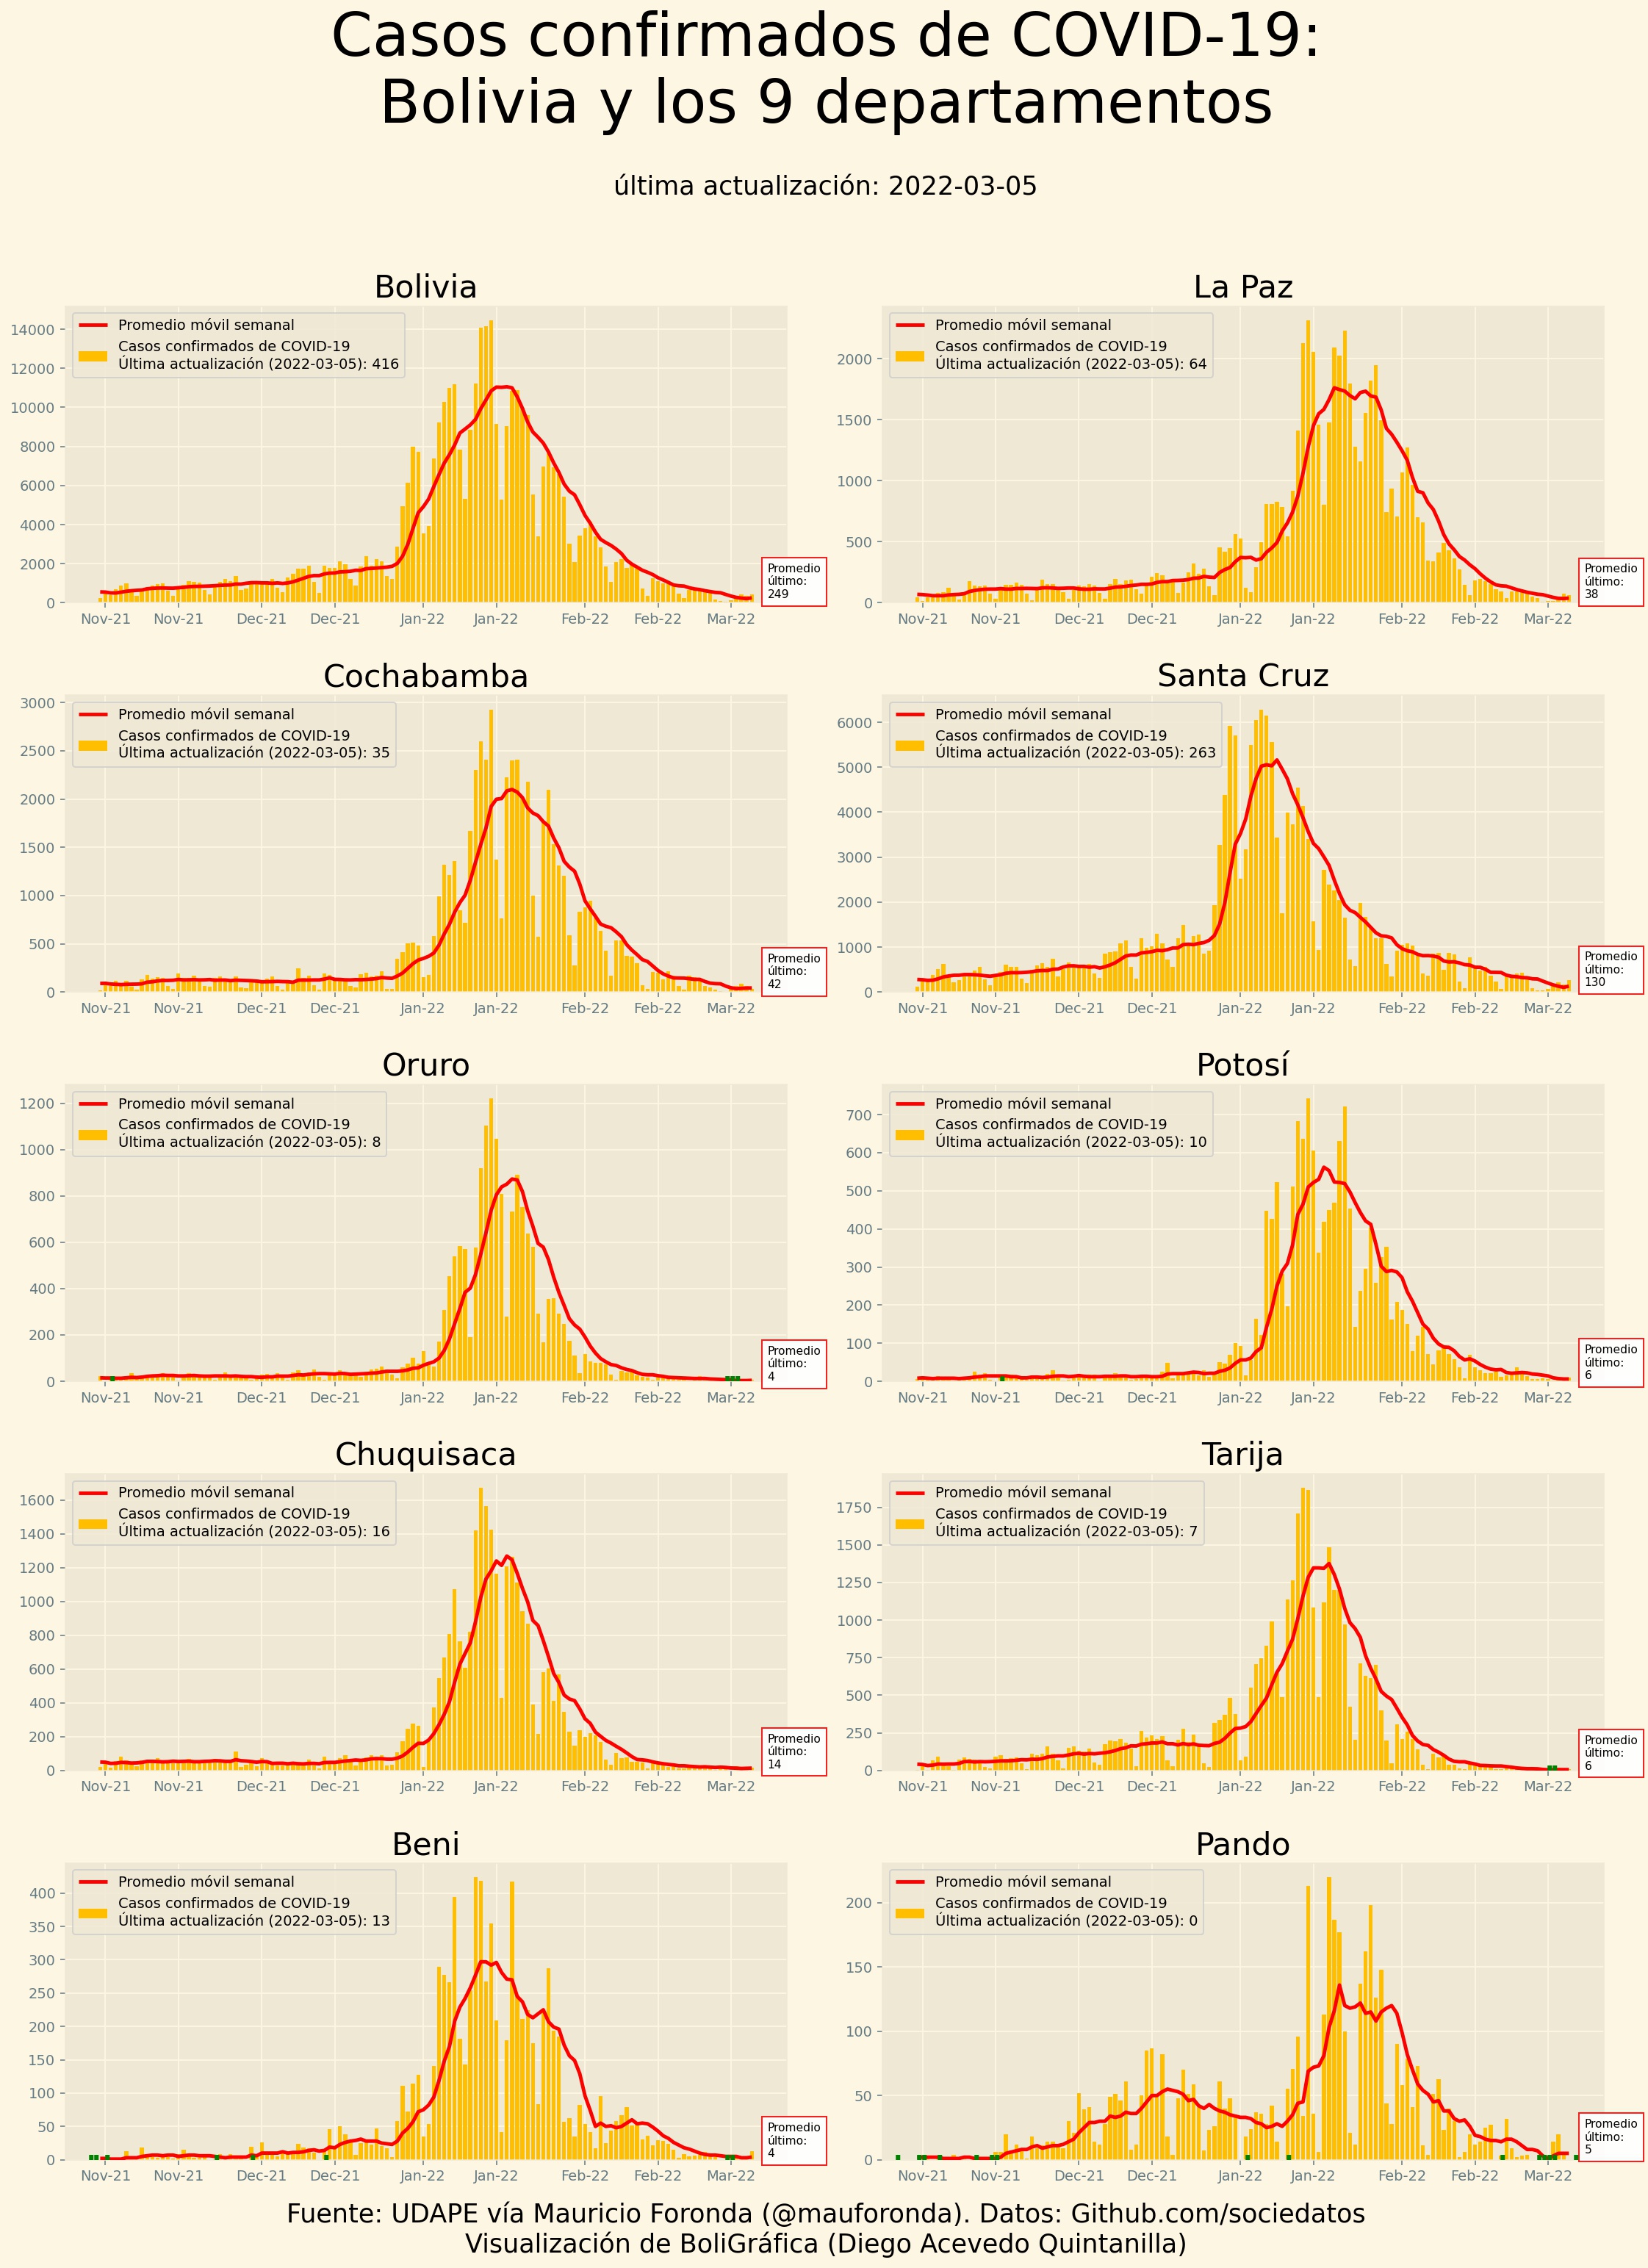 Casos confirmados de COVID-19:
Bolivia y los 9 departamentos
última actualización: 2022-03-05
Bolivia
Promedio móvil semanal
Casos confirmados de COVID-19
Última actualización (2022-03-05): 416
14000
12000
10000
8000
6000
4000
2000
0
Promedio
último:
249
Nov-21 Nov-21 Dec-21 Dec-21 Jan-22 Jan-22 Feb-22 Feb-22 Mar-22
La Paz
Promedio móvil semanal
Casos confirmados de COVID-19
Última actualización (2022-03-05): 64
2000
1500
1000
500
0
Promedio
último:
38
Nov-21 Nov-21 Dec-21 Dec-21 Jan-22 Jan-22 Feb-22 Feb-22 Mar-22
Cochabamba
Promedio móvil semanal
Casos confirmados de COVID-19
Última actualización (2022-03-05): 35
3000
2500
2000
1500
1000
500
0
Promedio
último:
42
Nov-21 Nov-21 Dec-21 Dec-21 Jan-22 Jan-22 Feb-22 Feb-22 Mar-22
Santa Cruz
Promedio móvil semanal
Casos confirmados de COVID-19
Última actualización (2022-03-05): 263
6000
5000
4000
3000
2000
1000
0
Promedio
último:
130
Nov-21 Nov-21 Dec-21 Dec-21 Jan-22 Jan-22 Feb-22 Feb-22 Mar-22
Oruro
Promedio móvil semanal
Casos confirmados de COVID-19
Última actualización (2022-03-05): 8
1200
1000
800
600
400
200
0
Promedio
último:
4
Nov-21 Nov-21 Dec-21 Dec-21 Jan-22 Jan-22 Feb-22 Feb-22 Mar-22
Potosí
Promedio móvil semanal
Casos confirmados de COVID-19
Última actualización (2022-03-05): 10
700
600
500
400
300
200
100
0
Promedio
último:
6
Nov-21 Nov-21 Dec-21 Dec-21 Jan-22 Jan-22 Feb-22 Feb-22 Mar-22
Chuquisaca
Promedio móvil semanal
Casos confirmados de COVID-19
Última actualización (2022-03-05): 16
1600
1400
1200
1000
800
600
400
200
0
Promedio
último:
14
Nov-21 Nov-21 Dec-21 Dec-21 Jan-22 Jan-22 Feb-22 Feb-22 Mar-22
Tarija
Promedio móvil semanal
Casos confirmados de COVID-19
Última actualización (2022-03-05): 7
1750
1500
1250
1000
750
500
250
0
Promedio
último:
6
Nov-21 Nov-21 Dec-21 Dec-21 Jan-22 Jan-22 Feb-22 Feb-22 Mar-22
Beni
Promedio móvil semanal
Casos confirmados de COVID-19
Última actualización (2022-03-05): 13
400
350
300
250
200
150
100
50
0
Promedio
último:
4
Nov-21 Nov-21 Dec-21 Dec-21 Jan-22 Jan-22 Feb-22 Feb-22 Mar-22
Pando
Promedio móvil semanal
Casos confirmados de COVID-19
Última actualización (2022-03-05): 0
200
150
100
50
0
Promedio
último:
5
Nov-21 Nov-21 Dec-21 Dec-21 Jan-22 Jan-22 Feb-22 Feb-22 Mar-22
Fuente: UDAPE vía Mauricio Foronda (@mauforonda). Datos: Github.com/sociedatos
Visualización de BoliGráfica (Diego Acevedo Quintanilla)